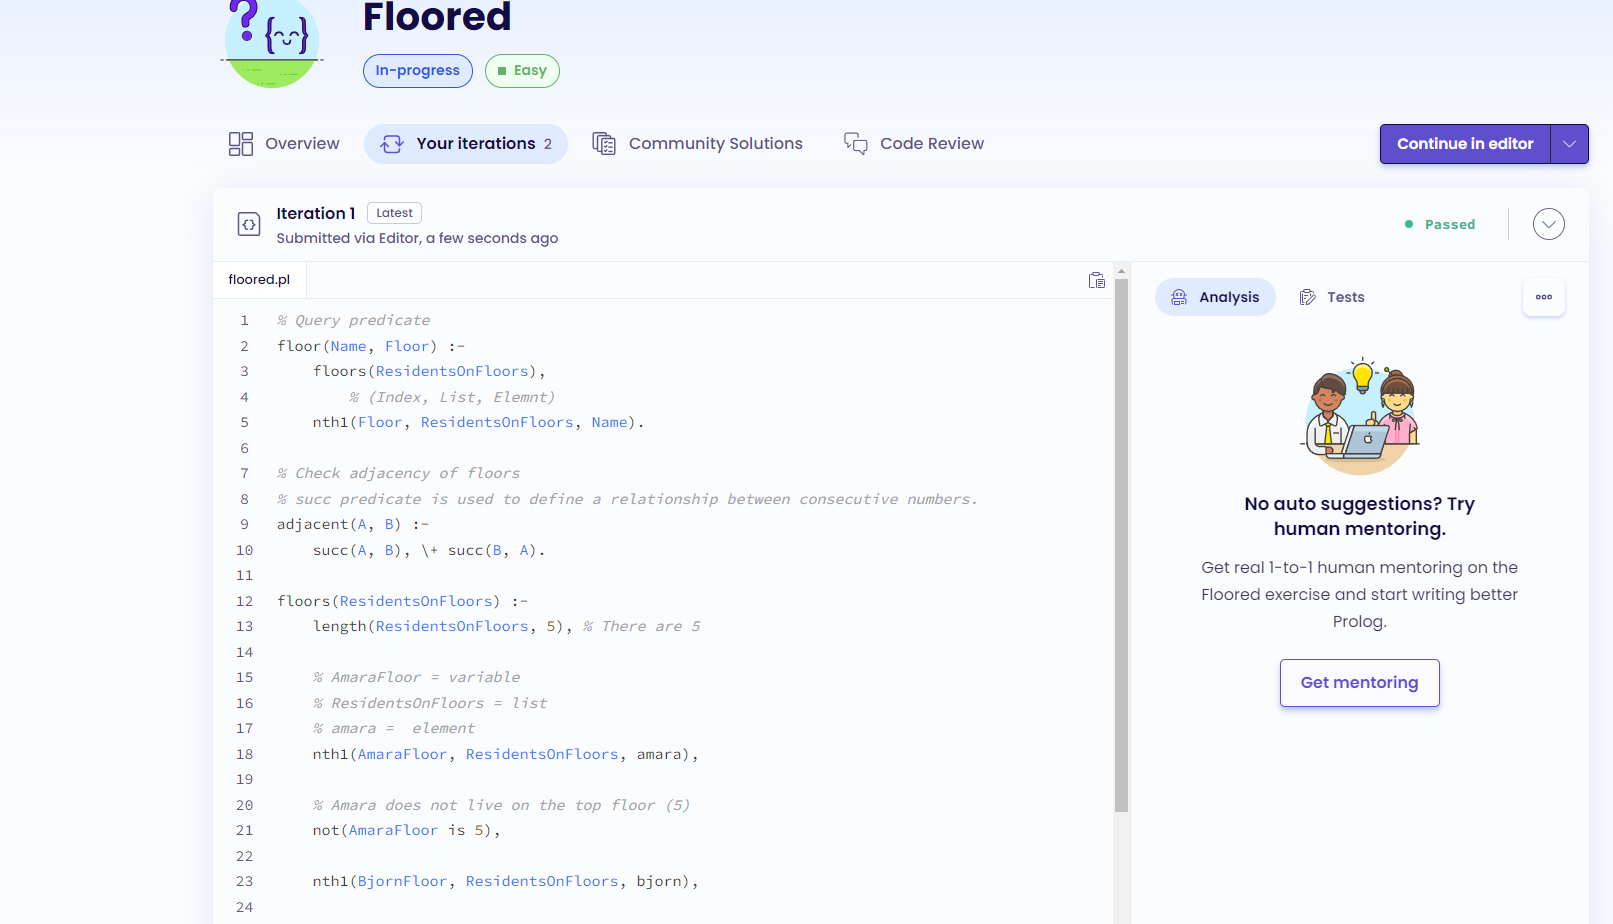 Floored
In-progress
Easy
Overview
Your iterations 2
Community Solutions
Code Review
Continue in editor
Iteration 1 Latest
Submitted via Editor, a few seconds ago
Passed
floored.pl
1 % Query predicate
2 floor(Name, Floor) :-
3 floors(ResidentsOnFloors),
4 % (Index, List, Elemnt)
5 nth1(Floor, ResidentsOnFloors, Name).
6
7 % Check adjacency of floors
8 % succ predicate is used to define a relationship between consecutive numbers.
9 adjacent(A, B) :-
10 succ(A, B), \+ succ(B, A).
11
12 floors(ResidentsOnFloors) :-
13 length(ResidentsOnFloors, 5), % There are 5
14
15 % AmaraFloor = variable
16 % ResidentsOnFloors = list
17 % amara =  element
18 nth1(AmaraFloor, ResidentsOnFloors, amara),
19
20 % Amara does not live on the top floor (5)
21 not(AmaraFloor is 5),
22
23 nth1(BjornFloor, ResidentsOnFloors, bjorn),
24
Analysis
Tests
No auto suggestions? Try
human mentoring.
Get real 1-to-1 human mentoring on the
Floored exercise and start writing better
Prolog.
Get mentoring